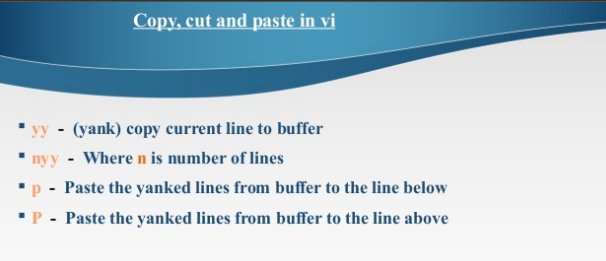 Copy, cut and paste in vi
▪ yy - (yank) copy current line to buffer
▪ nyy - Where n is number of lines
▪ p - Paste the yanked lines from buffer to the line below
▪ P - Paste the yanked lines from buffer to the line above